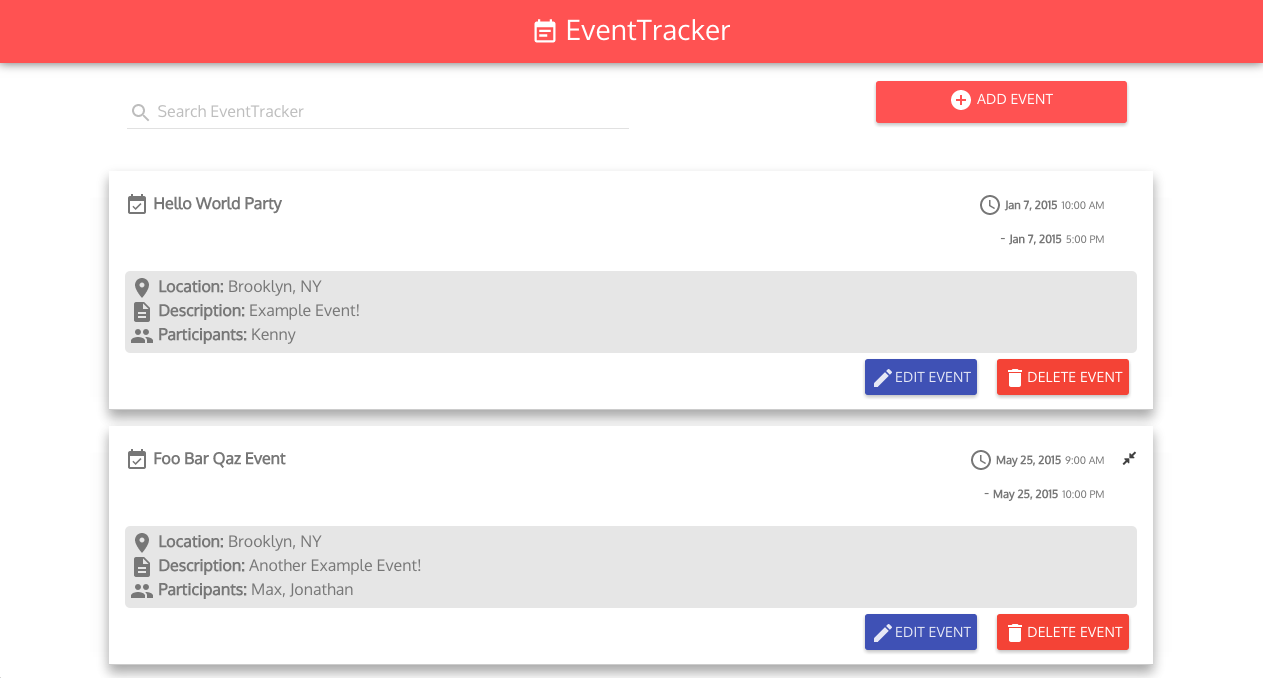 EventTracker
Search EventTracker
ADD EVENT
Hello World Party
Jan 7, 2015 10:00 AM
- Jan 7, 2015 5:00 PM
Location: Brooklyn, NY
Description: Example Event!
Participants: Kenny
EDIT EVENT
DELETE EVENT
Foo Bar Qaz Event
May 25, 2015 9:00 AM
- May 25, 2015 10:00 PM
Location: Brooklyn, NY
Description: Another Example Event!
Participants: Max, Jonathan
EDIT EVENT
DELETE EVENT